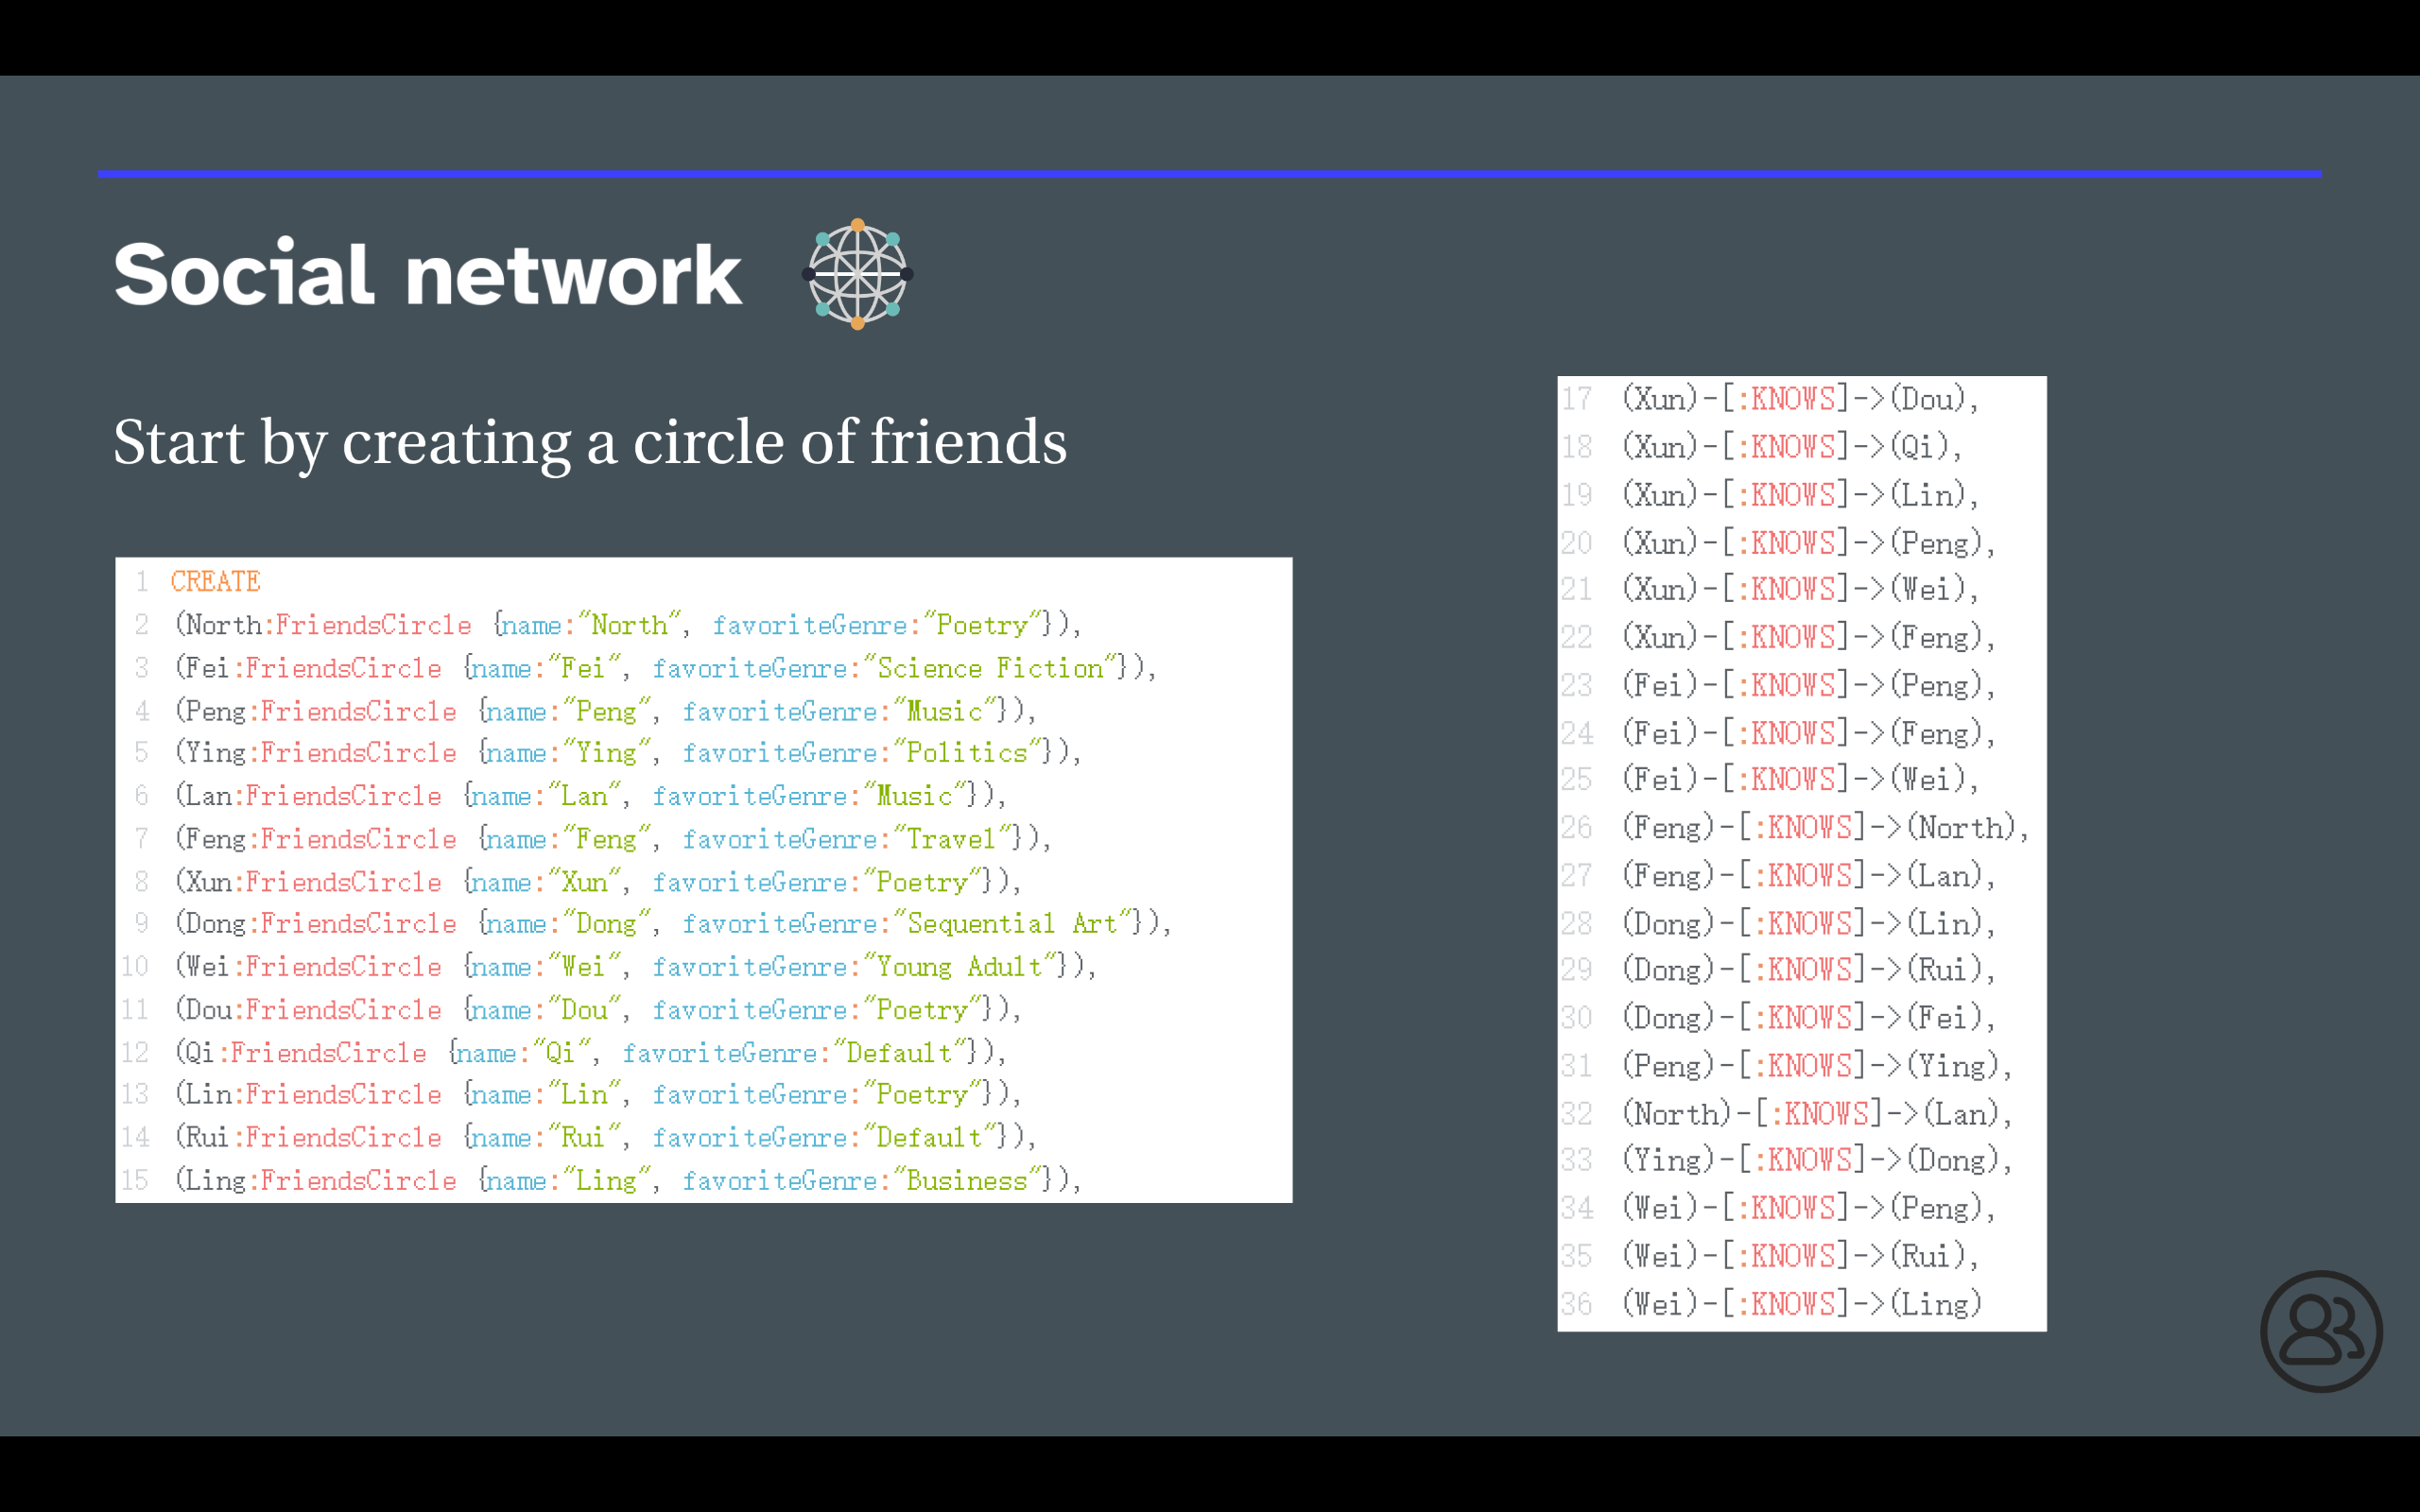 Social network
Start by creating a circle of friends
1 CREATE
2 (North:FriendsCircle {name:"North", favoriteGenre:"Poetry"}),
3 (Fei:FriendsCircle {name:"Fei", favoriteGenre:"Science Fiction"}),
4 (Peng:FriendsCircle {name:"Peng", favoriteGenre:"Music"}),
5 (Ying:FriendsCircle {name:"Ying", favoriteGenre:"Politics"}),
6 (Lan:FriendsCircle {name:"Lan", favoriteGenre:"Music"}),
7 (Feng:FriendsCircle {name:"Feng", favoriteGenre:"Travel"}),
8 (Xun:FriendsCircle {name:"Xun", favoriteGenre:"Poetry"}),
9 (Dong:FriendsCircle {name:"Dong", favoriteGenre:"Sequential Art"}),
10 (Wei:FriendsCircle {name:"Wei", favoriteGenre:"Young Adult"}),
11 (Dou:FriendsCircle {name:"Dou", favoriteGenre:"Poetry"}),
12 (Qi:FriendsCircle {name:"Qi", favoriteGenre:"Default"}),
13 (Lin:FriendsCircle {name:"Lin", favoriteGenre:"Poetry"}),
14 (Rui:FriendsCircle {name:"Rui", favoriteGenre:"Default"}),
15 (Ling:FriendsCircle {name:"Ling", favoriteGenre:"Business"}),
17 (Xun)-[:KNOWS]->(Dou),
18 (Xun)-[:KNOWS]->(Qi),
19 (Xun)-[:KNOWS]->(Lin),
20 (Xun)-[:KNOWS]->(Peng),
21 (Xun)-[:KNOWS]->(Wei),
22 (Xun)-[:KNOWS]->(Feng),
23 (Fei)-[:KNOWS]->(Peng),
24 (Fei)-[:KNOWS]->(Feng),
25 (Fei)-[:KNOWS]->(Wei),
26 (Feng)-[:KNOWS]->(North),
27 (Feng)-[:KNOWS]->(Lan),
28 (Dong)-[:KNOWS]->(Lin),
29 (Dong)-[:KNOWS]->(Rui),
30 (Dong)-[:KNOWS]->(Fei),
31 (Peng)-[:KNOWS]->(Ying),
32 (North)-[:KNOWS]->(Lan),
33 (Ying)-[:KNOWS]->(Dong),
34 (Wei)-[:KNOWS]->(Peng),
35 (Wei)-[:KNOWS]->(Rui),
36 (Wei)-[:KNOWS]->(Ling)